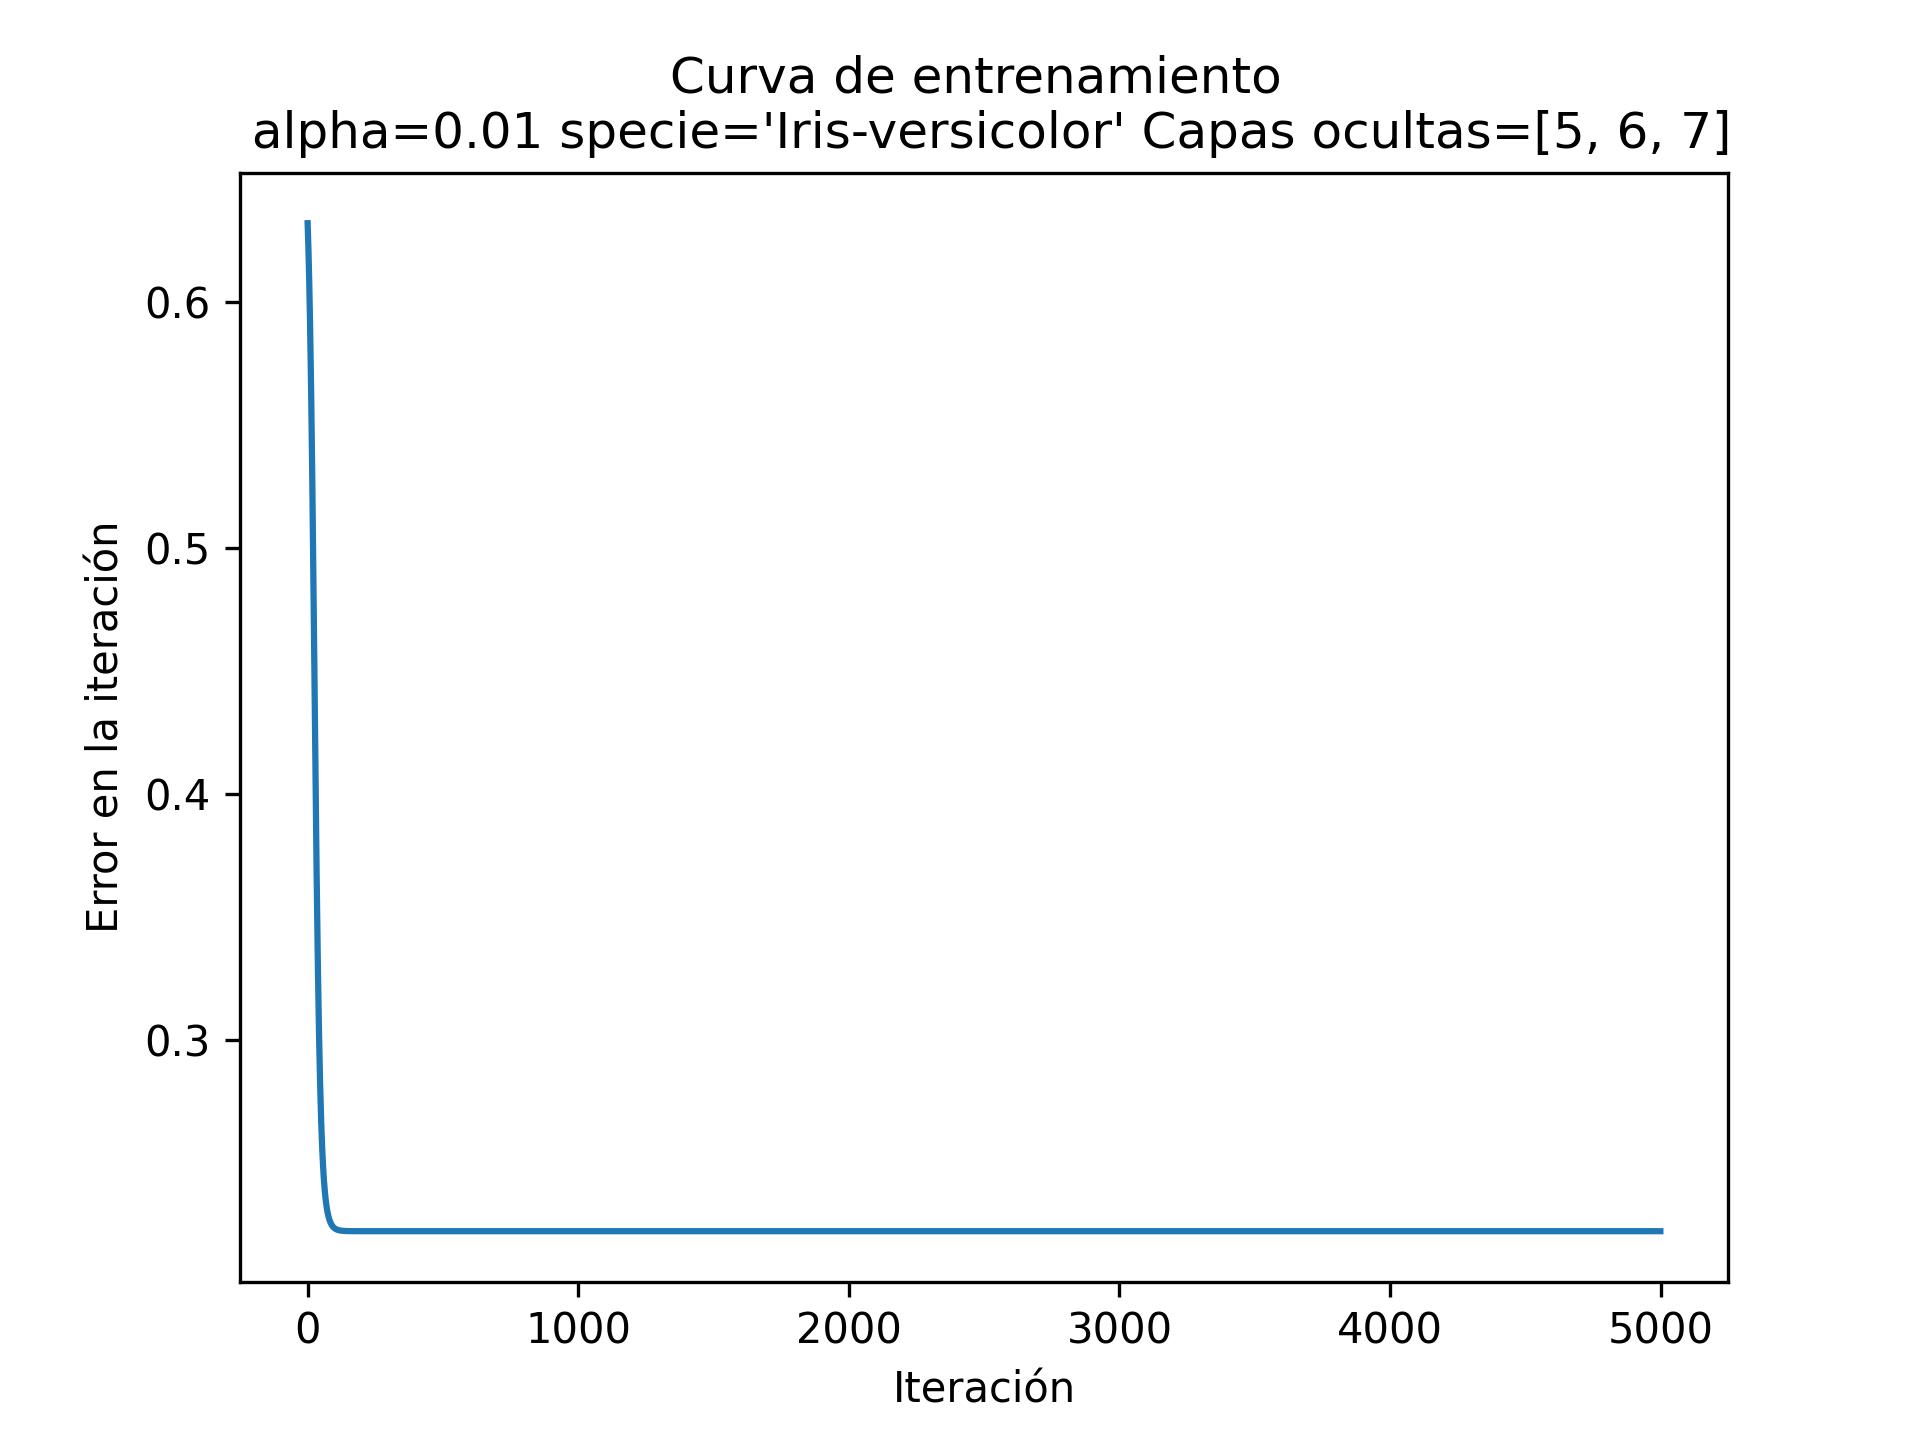 Curva de entrenamiento
alpha=0.01 specie='Iris-versicolor' Capas ocultas=[5, 6, 7]
Error en la iteración
0.6
0.5
0.4
0.3
0 1000 2000 3000 4000 5000
Iteración